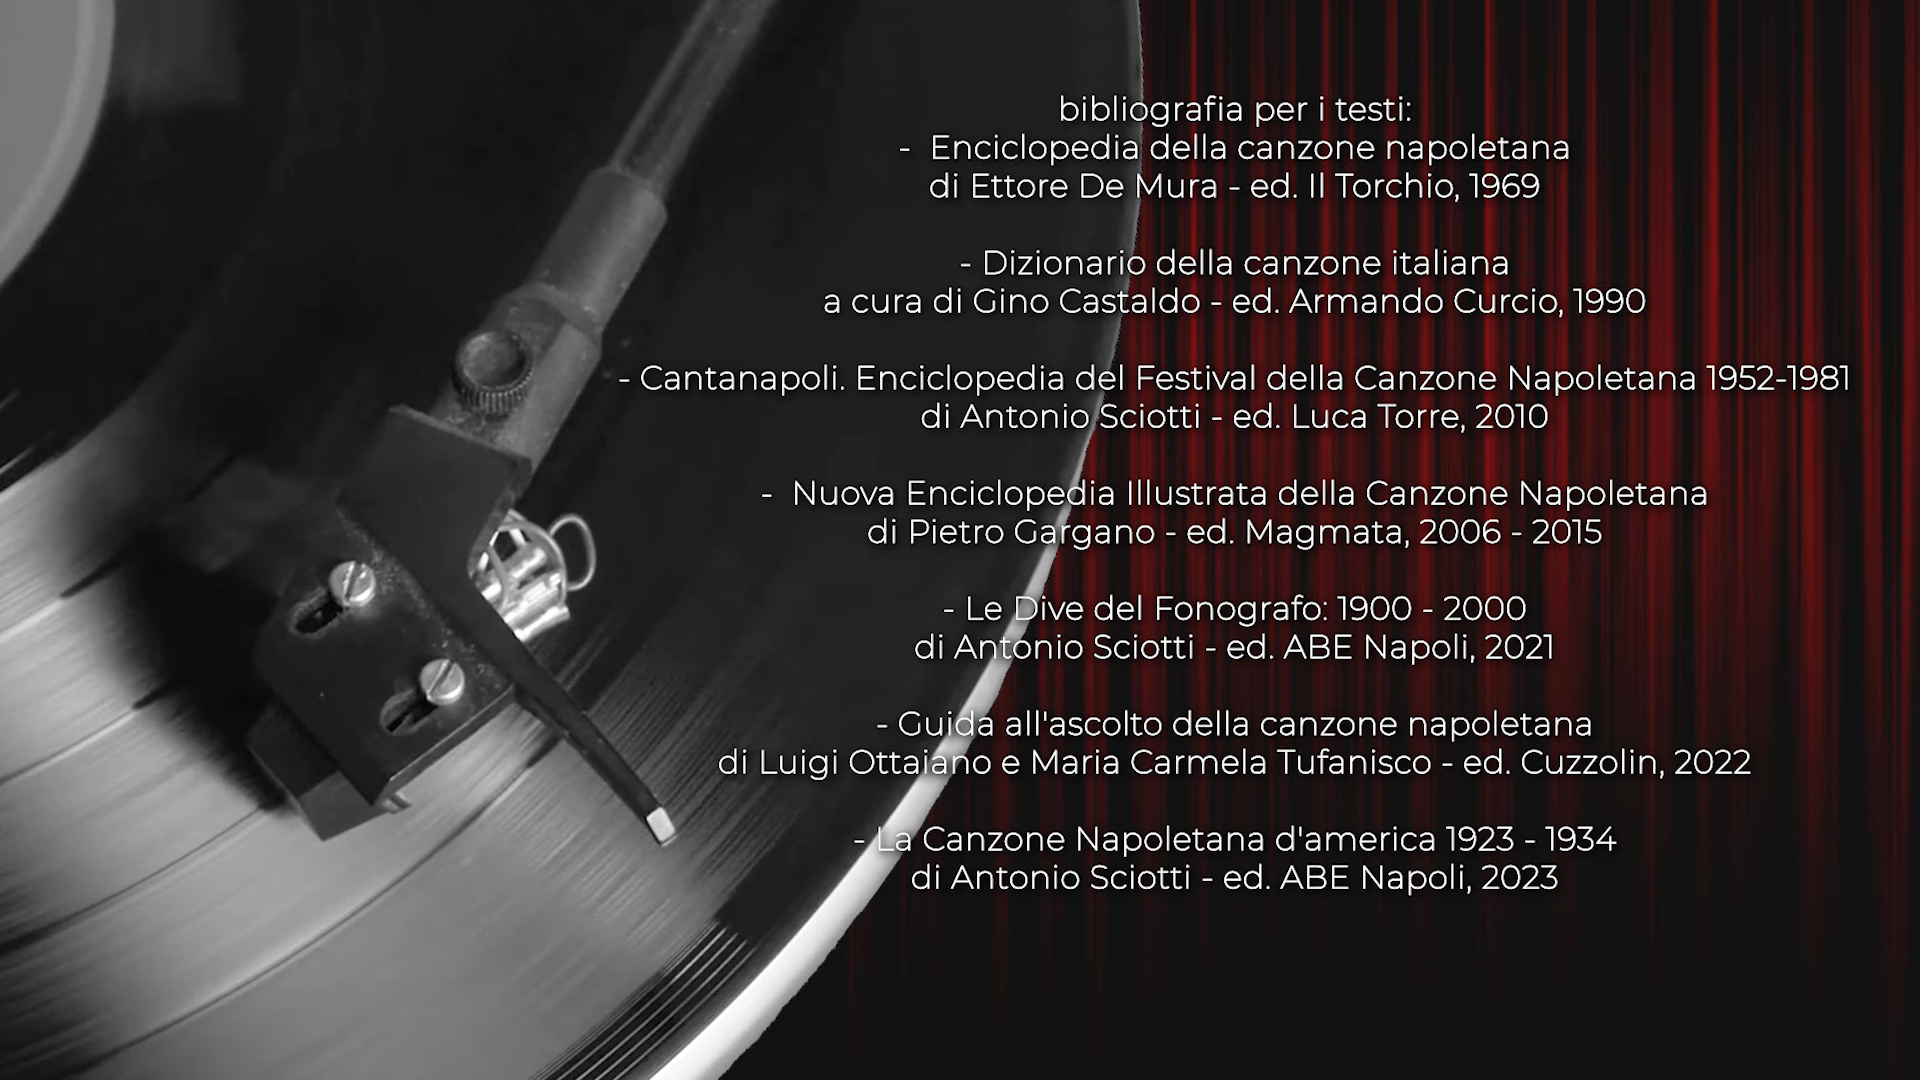 bibliografia per i testi:
- Enciclopedia della canzone napoletana
di Ettore De Mura - ed. Il Torchio, 1969
- Dizionario della canzone italiana
a cura di Gino Castaldo - ed. Armando Curcio, 1990
- Cantanapoli. Enciclopedia del Festival della Canzone Napoletana 1952-1981
di Antonio Sciotti - ed. Luca Torre, 2010
- Nuova Enciclopedia Illustrata della Canzone Napoletana
di Pietro Gargano - ed. Magmata, 2006 - 2015
- Le Dive del Fonografo: 1900 - 2000
di Antonio Sciotti - ed. ABE Napoli, 2021
- Guida all'ascolto della canzone napoletana
di Luigi Ottaiano e Maria Carmela Tufanisco - ed. Cuzzolin, 2022
- La Canzone Napoletana d'america 1923 - 1934
di Antonio Sciotti - ed. ABE Napoli, 2023